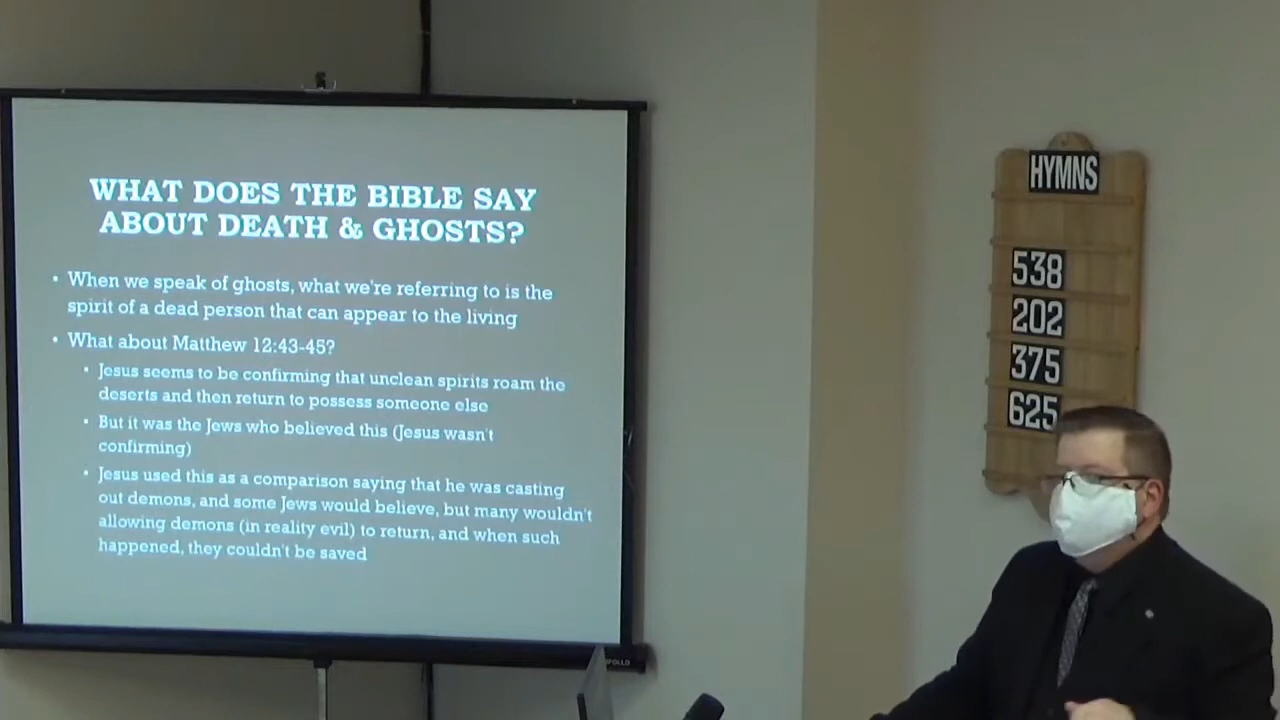 WHAT DOES THE BIBLE SAY
ABOUT DEATH & GHOSTS?
• When we speak of ghosts, what we're referring to is the
spirit of a dead person that can appear to the living
• What about Matthew 12:43-45?
• Jesus seems to be confirming that unclean spirits roam the
deserts and then return to possess someone else
• But it was the Jews who believed this (Jesus wasn't
confirming)
• Jesus used this as a comparison saying that he was casting
out demons, and some Jews would believe, but many wouldn't
allowing demons (in reality evil) to return, and when such
happened, they couldn't be saved
HYMNS
538
202
375
625